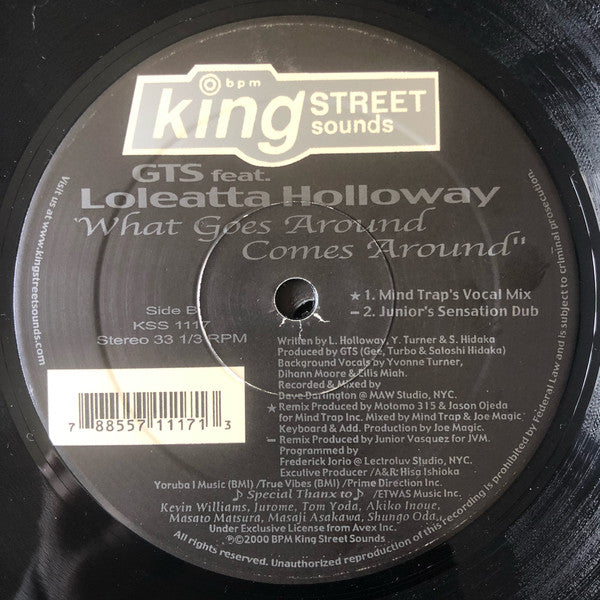 bpm
king STREET
sounds
GTS feat.
Loleatta Holloway
"What Goes Around
Comes Around"
Side B
KSS 1117
Stereo 33 1/3 RPM
★ 1. Mind Trap's Vocal Mix
– 2. Junior's Sensation Dub
Written by L. Holloway, Y. Turner & S. Hidaka
Produced by GTS (Gee, Turbo & Satoshi Hidaka)
Background Vocals by Yvonne Turner,
Dihann Moore & Eilis Miah.
Recorded & Mixed by
Dave Darlington @ MAW Studio, NYC.
★ Remix Produced by Motomo 315 & Jason Ojeda
for Mind Trap Inc. Mixed by Mind Trap & Joe Magic.
Keyboard & Add. Production by Joe Magic.
– Remix Produced by Junior Vasquez for JVM.
Programmed by
Frederick Jorio @ Lectroluv Studio, NYC.
Excutive Producer /A&R: Hisa Ishioka
7 88557 11171 3
Yoruba I Music (BMI) /True Vibes (BMI) /Prime Direction Inc.
♪ Special Thanx to ♪ /ETWAS Music Inc.
Kevin Williams, Jurome, Tom Yoda, Akiko Inoue,
Masato Matsura, Masaji Asakawa, Shungo Oda.
Under Exclusive License from Avex Inc.
℗©2000 BPM King Street Sounds
Visit us at www.kingstreetsounds.com.
All rights reserved. Unauthorized reproduction of this recording is prohibited by Federal Law and is subject to criminal prosecution.